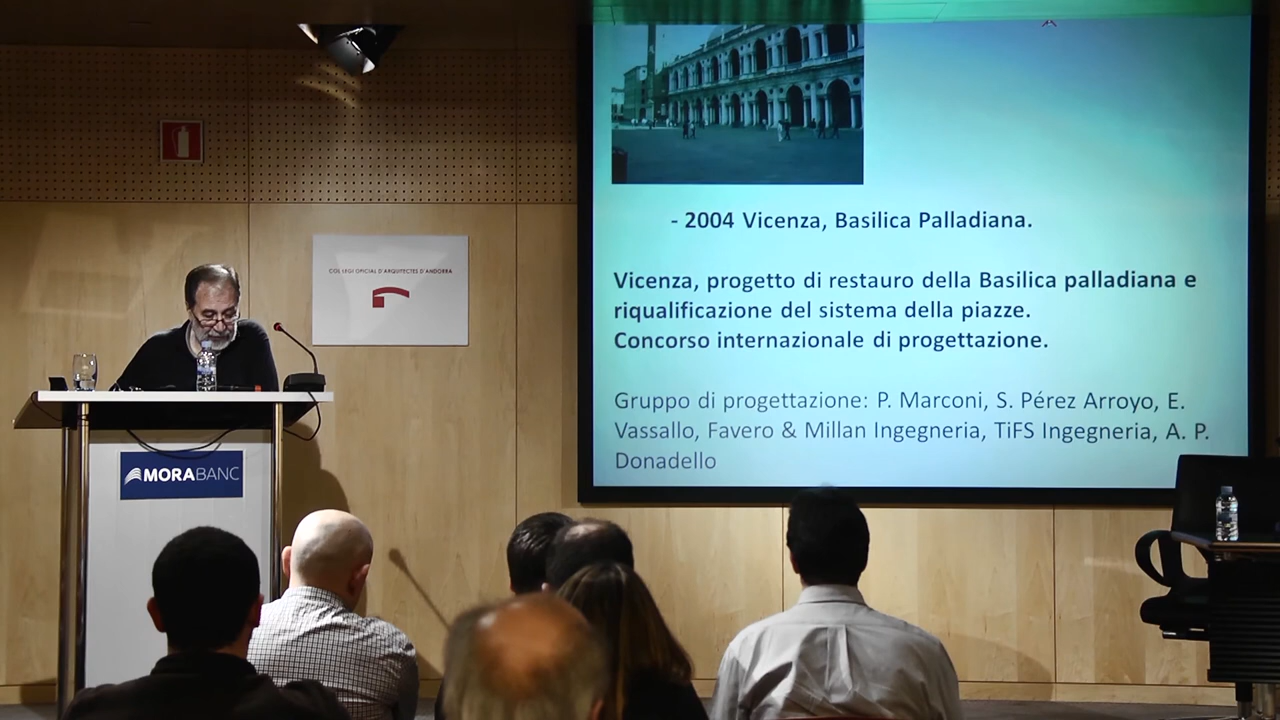 - 2004 Vicenza, Basilica Palladiana.
Vicenza, progetto di restauro della Basilica palladiana e
riqualificazione del sistema della piazze.
Concorso internazionale di progettazione.
Gruppo di progettazione: P. Marconi, S. Pérez Arroyo, E.
Vassallo, Favero & Millan Ingegneria, TiFS Ingegneria, A. P.
Donadello
COL·LEGI OFICIAL D'ARQUITECTES D'ANDORRA
MORABANC